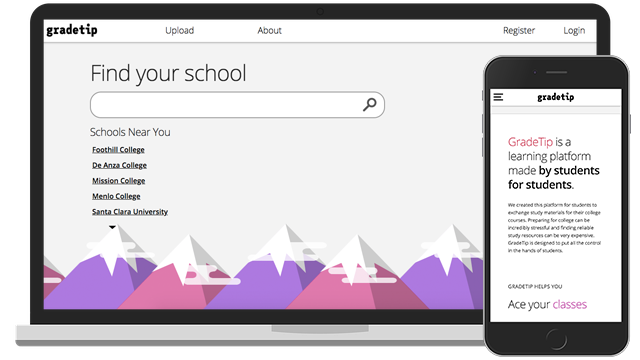 gradetip Upload About Register Login
Find your school
Schools Near You
Foothill College
De Anza College
Mission College
Menlo College
Santa Clara University
gradetip
GradeTip is a
learning platform
made by students
for students.
We created this platform for students to
exchange study materials for their college
courses. Preparing for college can be
incredibly stressful and finding reliable
study resources can be very expensive.
GradeTip is designed to put all the control
in the hands of students.
GRADETIP HELPS YOU
Ace your classes